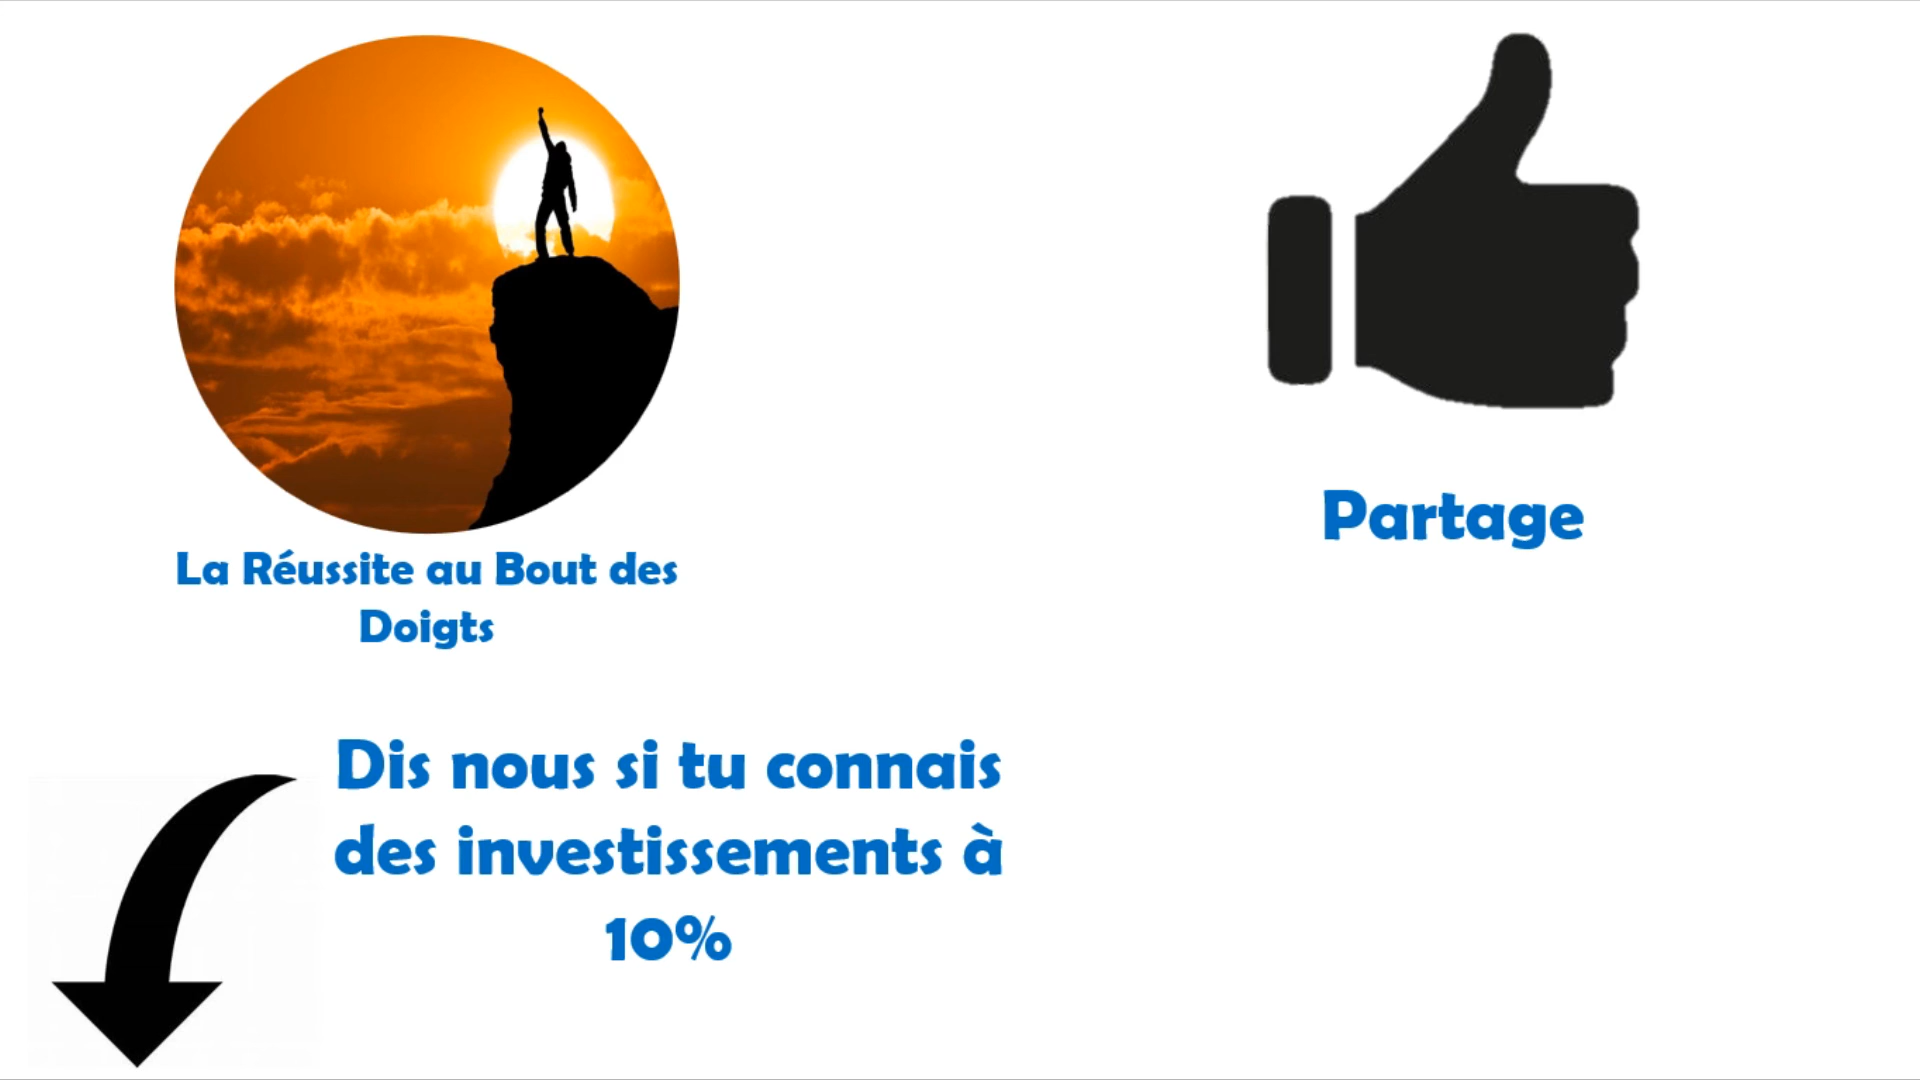 La Réussite au Bout des
Doigts
Partage
Dis nous si tu connais
des investissements à
10%